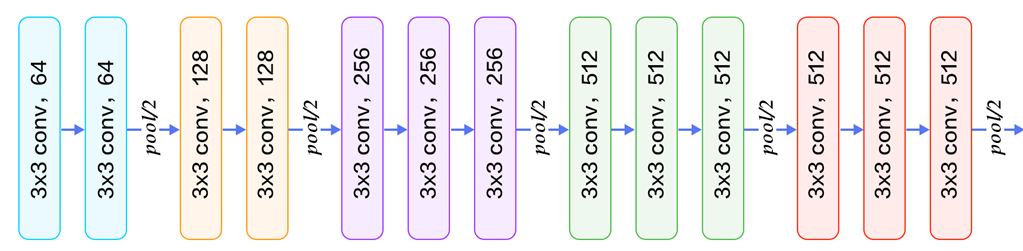 3x3 conv, 64
3x3 conv, 64
pool/2
3x3 conv, 128
3x3 conv, 128
pool/2
3x3 conv, 256
3x3 conv, 256
3x3 conv, 256
pool/2
3x3 conv, 512
3x3 conv, 512
3x3 conv, 512
pool/2
3x3 conv, 512
3x3 conv, 512
3x3 conv, 512
pool/2